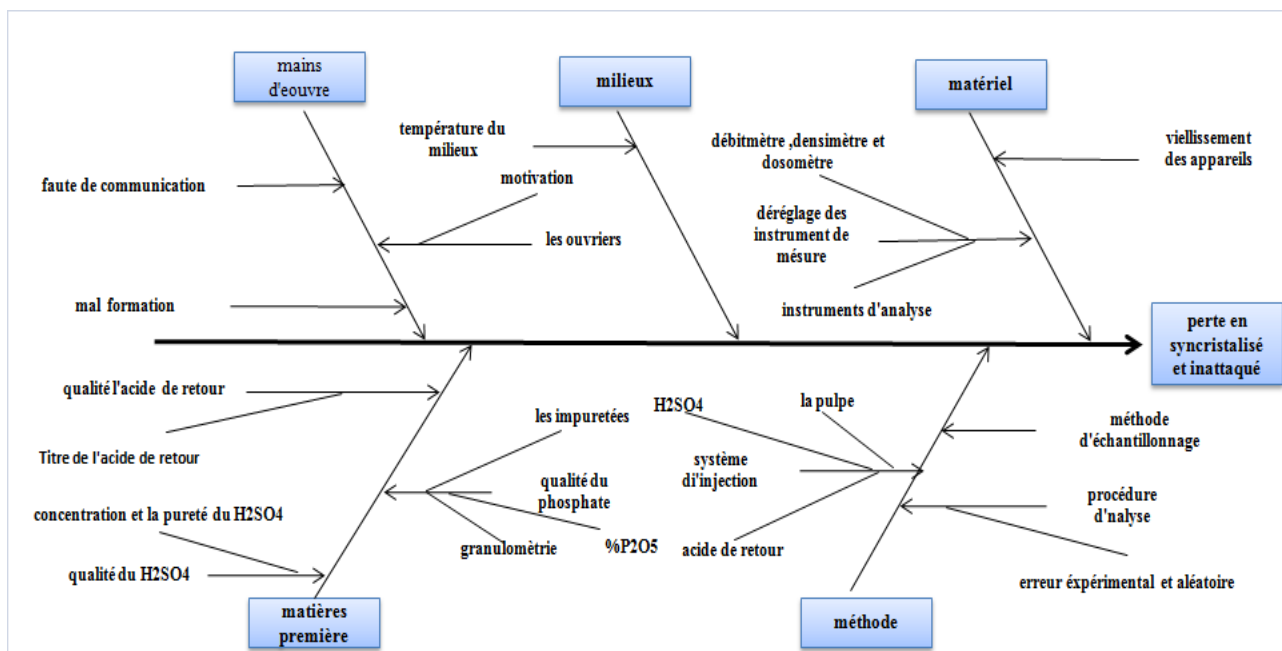 mains
d'eouvre
milieux
matériel
température du
milieux
motivation
faute de communication
les ouvriers
mal formation
débitmètre ,densimètre et
dosomètre
viellissement
des appareils
déréglage des
instrument de
mésure
instruments d'analyse
perte en
syncristalisé
et inattaqué
qualité l'acide de retour
Titre de l'acide de retour
les impuretées
concentration et la pureté du H2SO4
qualité du
phosphate
granulomètrie
%P2O5
qualité du H2SO4
matières
première
H2SO4
la pulpe
système
di'injection
acide de retour
méthode
d'échantillonnage
procédure
d'nalyse
erreur éxpérimental et aléatoire
méthode